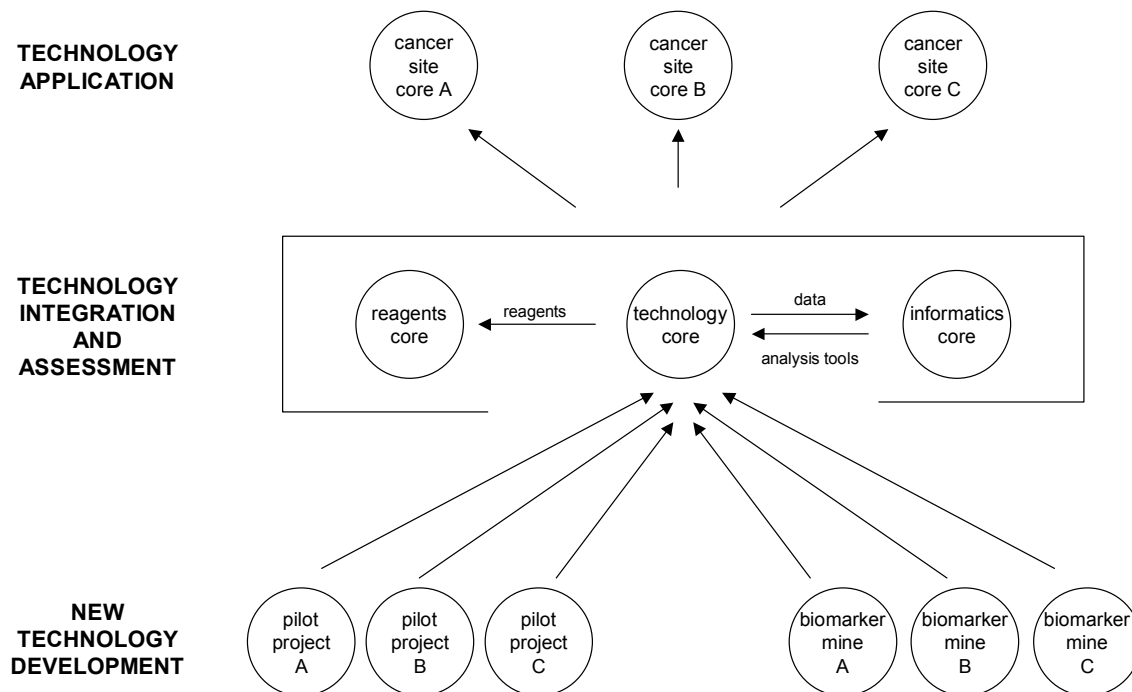 TECHNOLOGY
APPLICATION
cancer
site
core A
cancer
site
core B
cancer
site
core C
TECHNOLOGY
INTEGRATION
AND
ASSESSMENT
reagents
core
reagents
technology
core
data
analysis tools
informatics
core
NEW
TECHNOLOGY
DEVELOPMENT
pilot
project
A
pilot
project
B
pilot
project
C
biomarker
mine
A
biomarker
mine
B
biomarker
mine
C